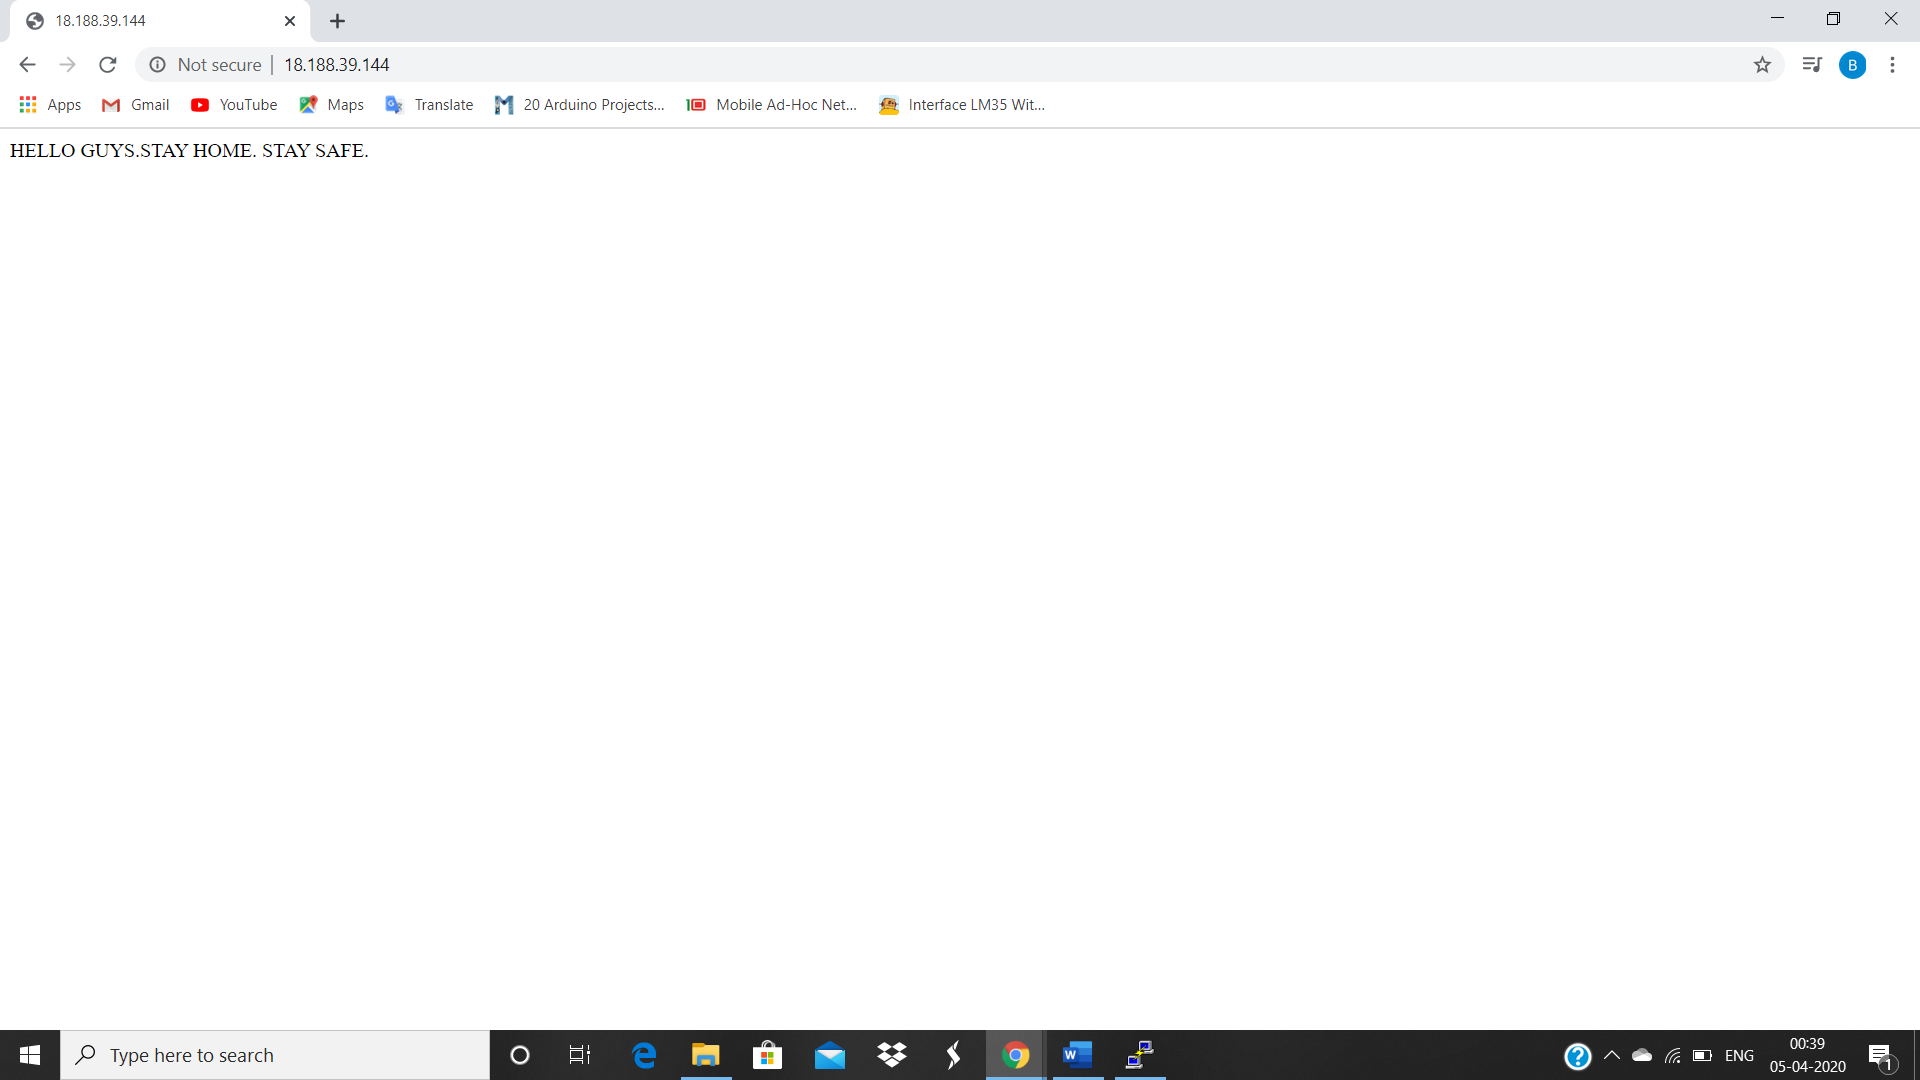 18.188.39.144
Not secure | 18.188.39.144
B
Apps Gmail YouTube Maps Translate 20 Arduino Projects... Mobile Ad-Hoc Net... Interface LM35 Wit...
HELLO GUYS.STAY HOME. STAY SAFE.
Type here to search
ENG
00:39
05-04-2020
1